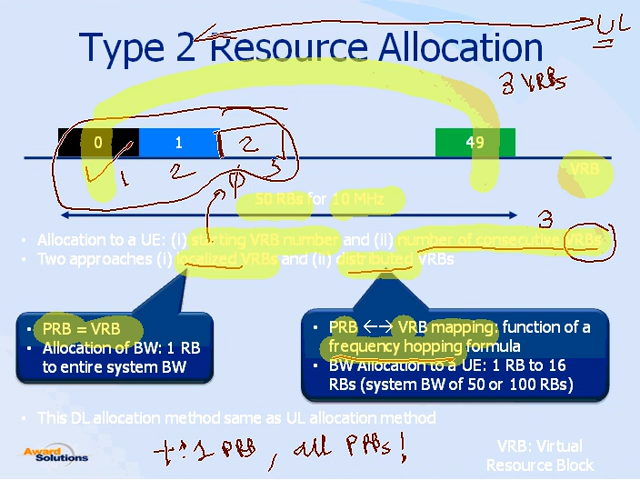 UL
Type 2 Resource Allocation
3 VRBs
0 1 2 49
1 2 3
VRB
50 RBs for 10 MHz
3
• Allocation to a UE: (i) starting VRB number and (ii) number of consecutive VRBs
• Two approaches (i) localized VRBs and (ii) distributed VRBs
• PRB = VRB
• Allocation of BW: 1 RB
to entire system BW
• PRB ←→ VRB mapping: function of a
frequency hopping formula
• BW Allocation to a UE: 1 RB to 16
RBs (system BW of 50 or 100 RBs)
• This DL allocation method same as UL allocation method
+: 1 PRB, all PRBs!
Award
Solutions
VRB: Virtual
Resource Block